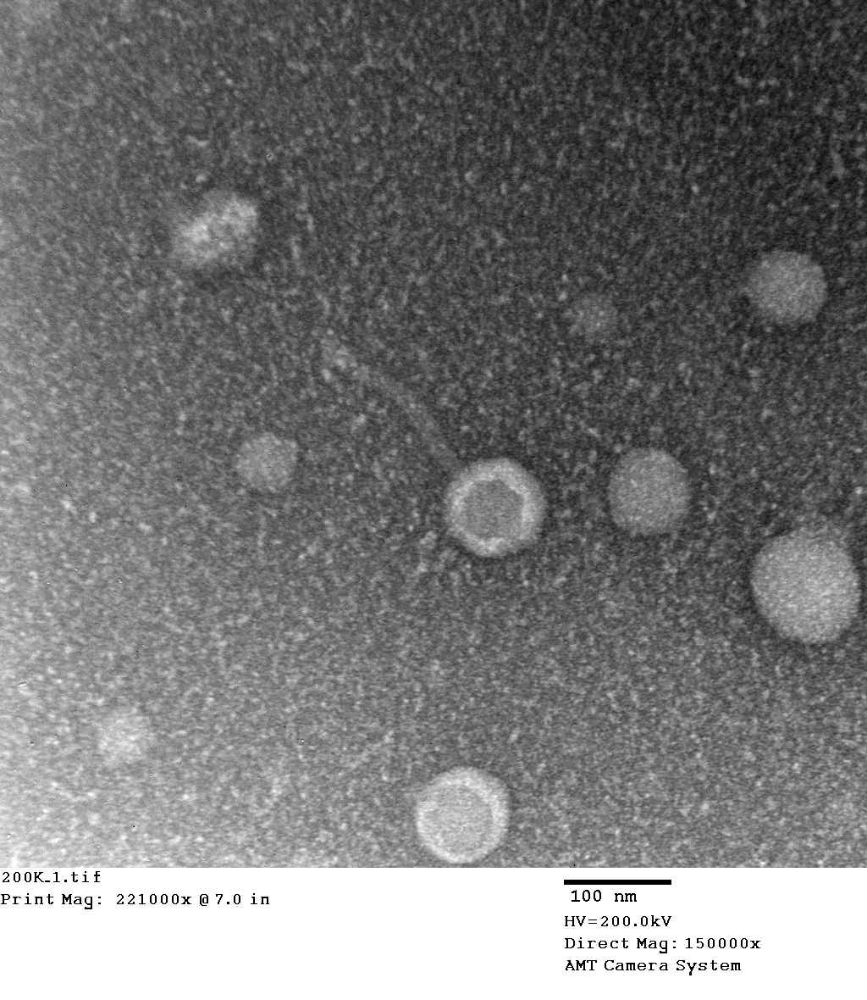 200K_1.tif
Print Mag: 221000x @ 7.0 in
100 nm
HV=200.0kV
Direct Mag: 150000x
AMT Camera System